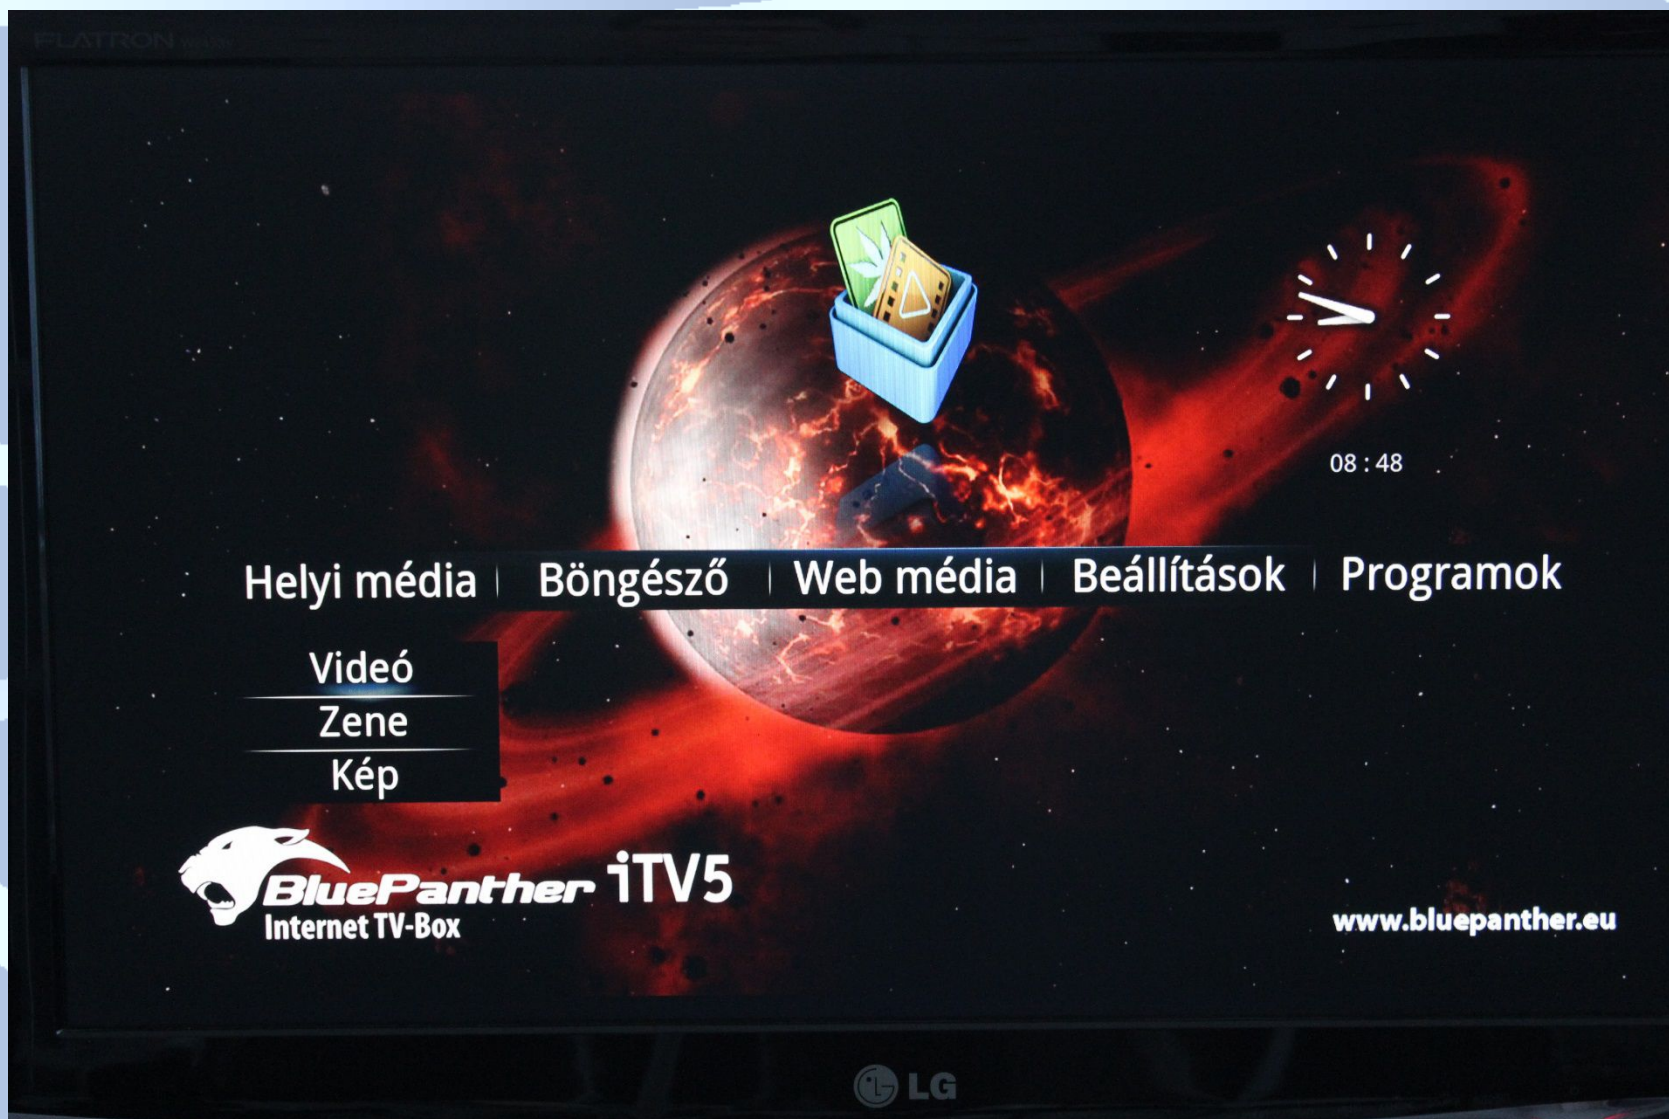 FLATRON
08 : 48
Helyi média
Böngésző
Web média
Beállítások
Programok
Videó
Zene
Kép
BluePanther iTV5
Internet TV-Box
www.bluepanther.eu
LG